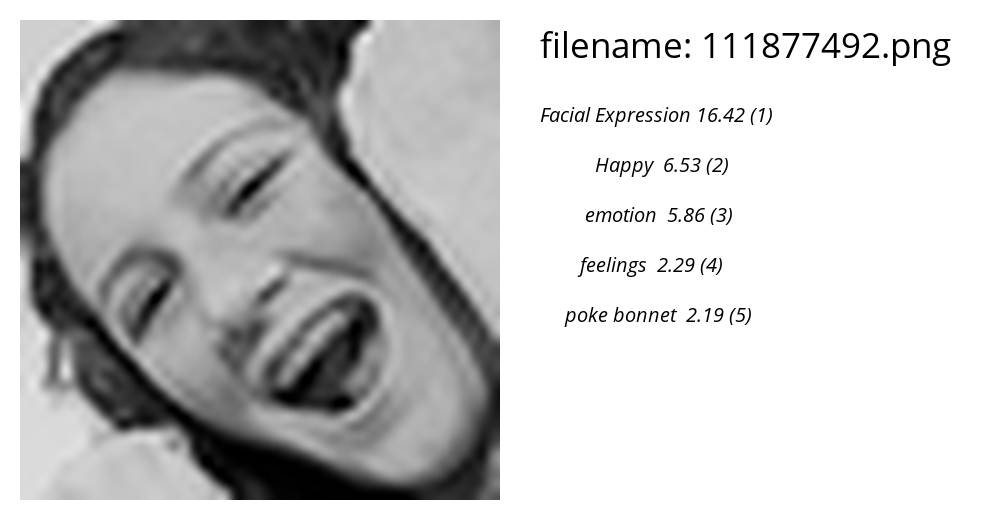 filename: 111877492.png
Facial Expression 16.42 (1)
Happy 6.53 (2)
emotion 5.86 (3)
feelings 2.29 (4)
poke bonnet 2.19 (5)